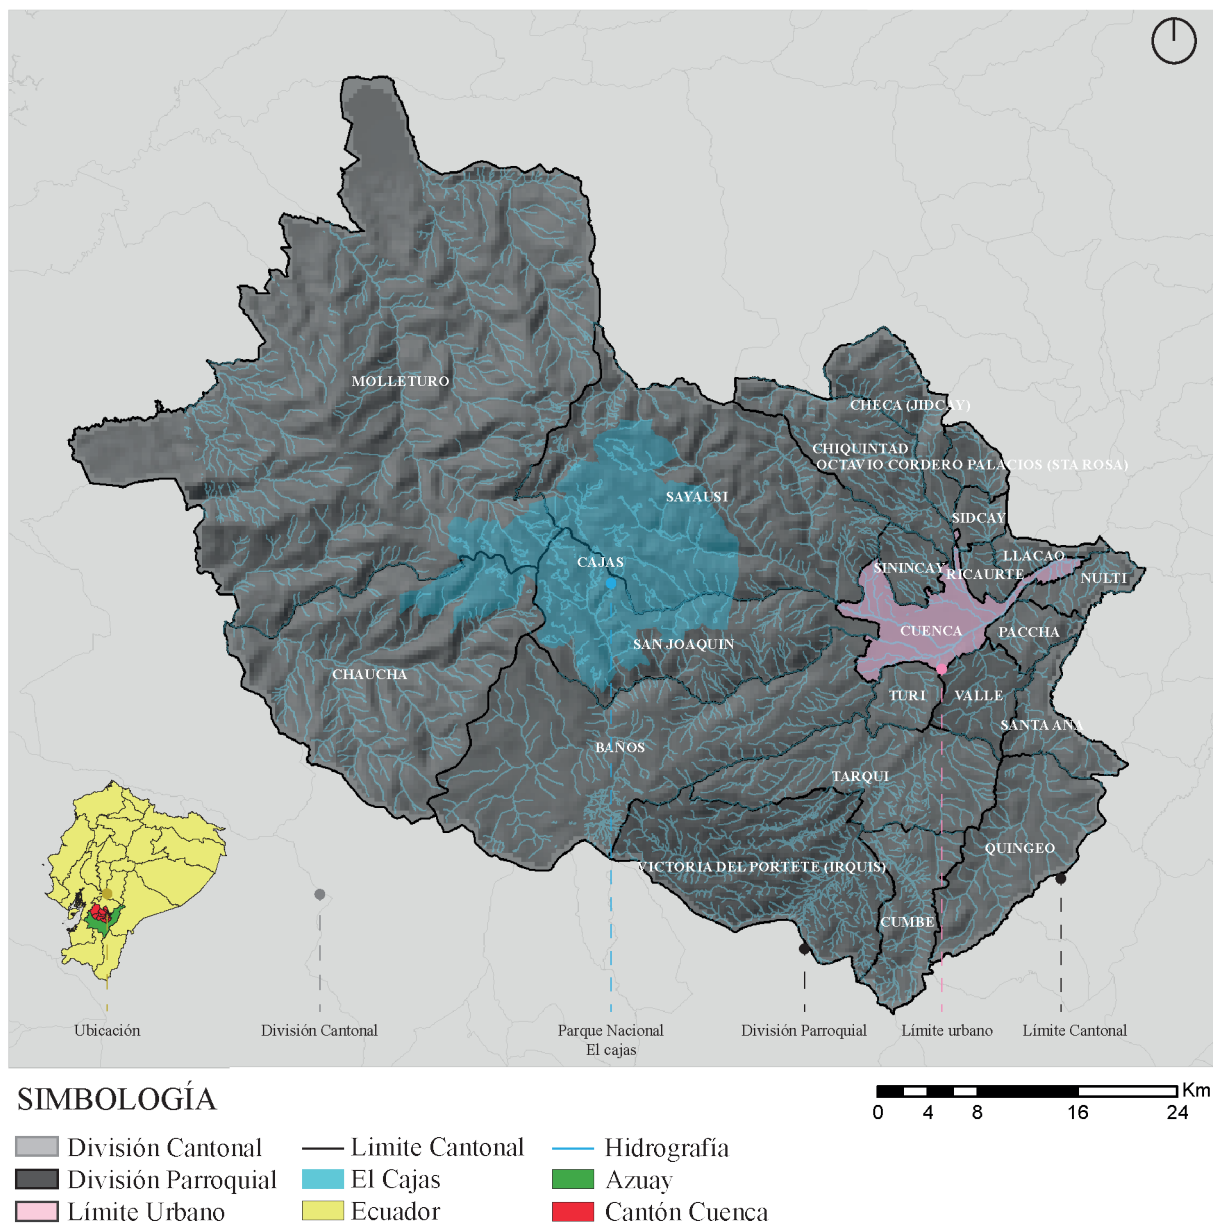 MOLLETURO
CHECA (JIDCAY)
CHIQUINTAD
OCTAVIO CORDERO PALACIOS (STA ROSA)
SAYAUSI
SIDCAY
LLACAO
CAJAS
SININCAY
RICAURTE
NULTI
CUENCA
PACCHA
SAN JOAQUIN
CHAUCHA
TURI
VALLE
SANTA ANA
BAÑOS
TARQUI
QUINGEO
VICTORIA DEL PORTETE (IRQUIS)
CUMBE
Ubicación
División Cantonal
Parque Nacional
El cajas
División Parroquial
Límite urbano
Límite Cantonal
SIMBOLOGÍA
Km
0 4 8 16 24
División Cantonal
Limite Cantonal
Hidrografía
División Parroquial
El Cajas
Azuay
Límite Urbano
Ecuador
Cantón Cuenca